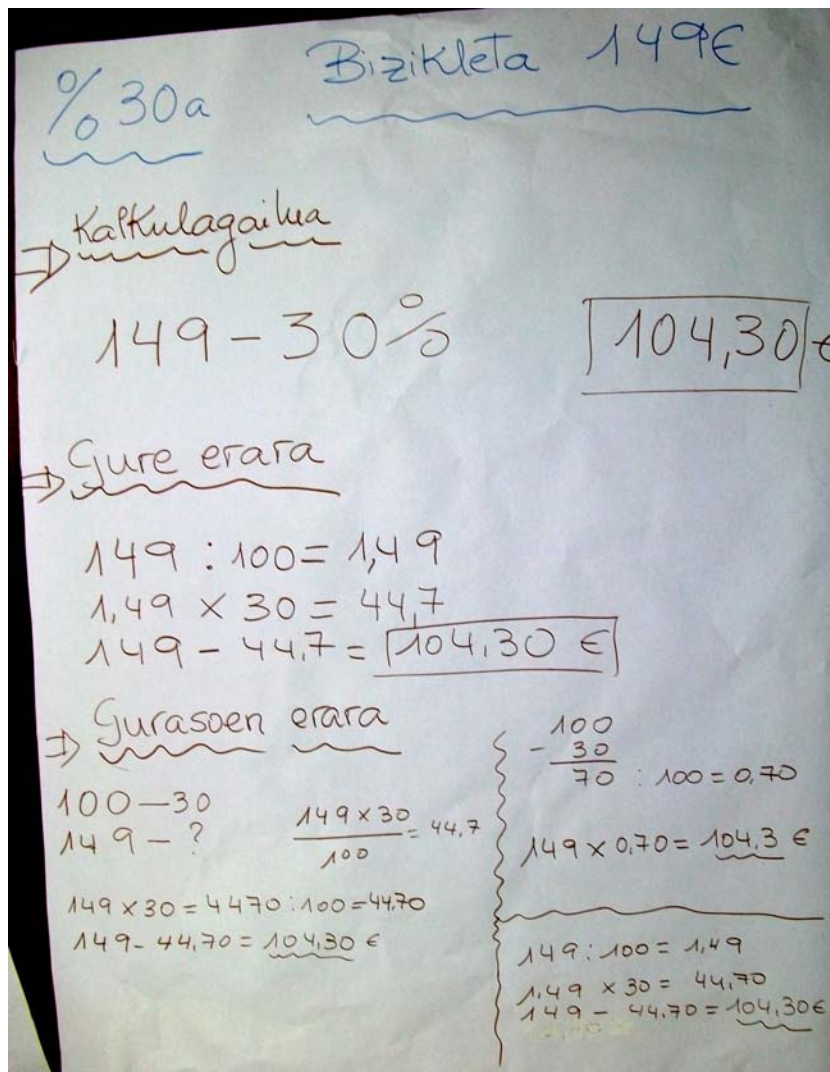 % 30a
Bizikleta 149€
⇒ Kalkulagailua
149 - 30%
104,30 €
⇒ Gure erara
149 : 100 = 1,49
1,49 × 30 = 44,7
149 - 44,7 = 104,30 €
⇒ Gurasoen erara
100 — 30
149 — ?
149 × 30
100
= 44,7
149 × 30 = 4470 : 100 = 44,70
149 - 44,70 = 104,30 €
100
- 30
70 : 100 = 0,70
149 × 0,70 = 104,3 €
149 : 100 = 1,49
1,49 × 30 = 44,70
149 - 44,70 = 104,30€